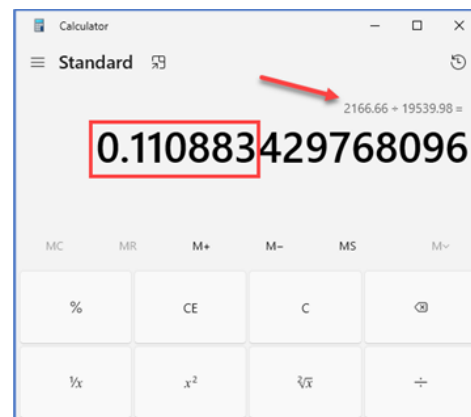 Calculator
Standard
2166.66 ÷ 19539.98 =
0.110883429768096
MC MR M+ M− MS M˅
% CE C
¹/x x² ²√x ÷